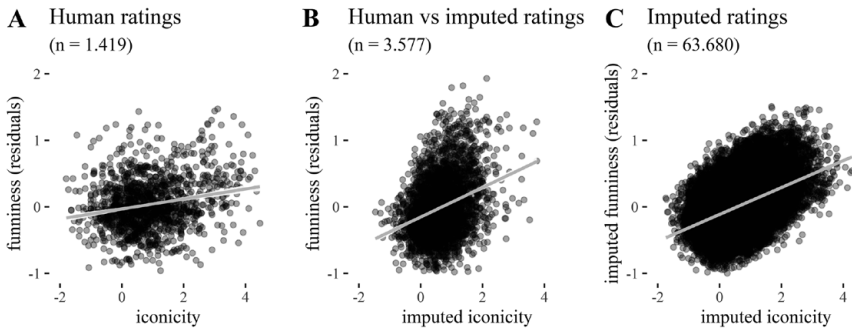 A Human ratings
(n = 1.419)
2
1
0
-1
funniness (residuals)
-2 0 2 4
iconicity
B Human vs imputed ratings
(n = 3.577)
2
1
0
-1
funniness (residuals)
-2 0 2 4
imputed iconicity
C Imputed ratings
(n = 63.680)
2
1
0
-1
imputed funniness (residuals)
-2 0 2 4
imputed iconicity